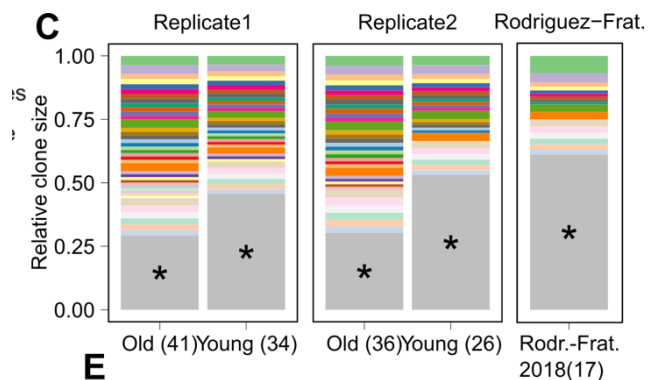 C
Replicate1
Replicate2
Rodriguez−Frat.
Relative clone size
1.00
0.75
0.50
0.25
0.00
*
*
*
*
*
Old (41)
Young (34)
Old (36)
Young (26)
Rodr.-Frat.
2018(17)
E